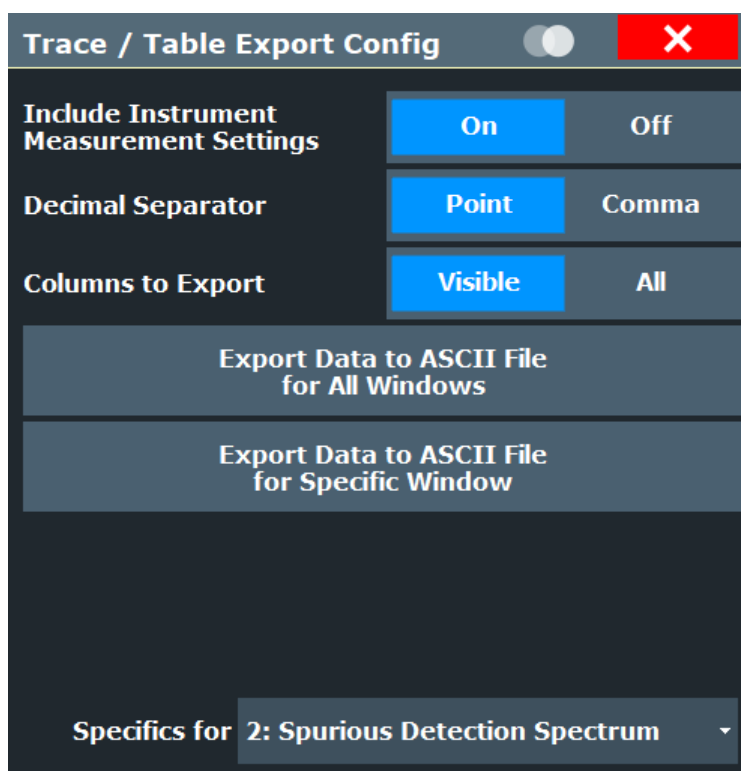 Trace / Table Export Config
Include Instrument
Measurement Settings
On
Off
Decimal Separator
Point
Comma
Columns to Export
Visible
All
Export Data to ASCII File
for All Windows
Export Data to ASCII File
for Specific Window
Specifics for
2: Spurious Detection Spectrum